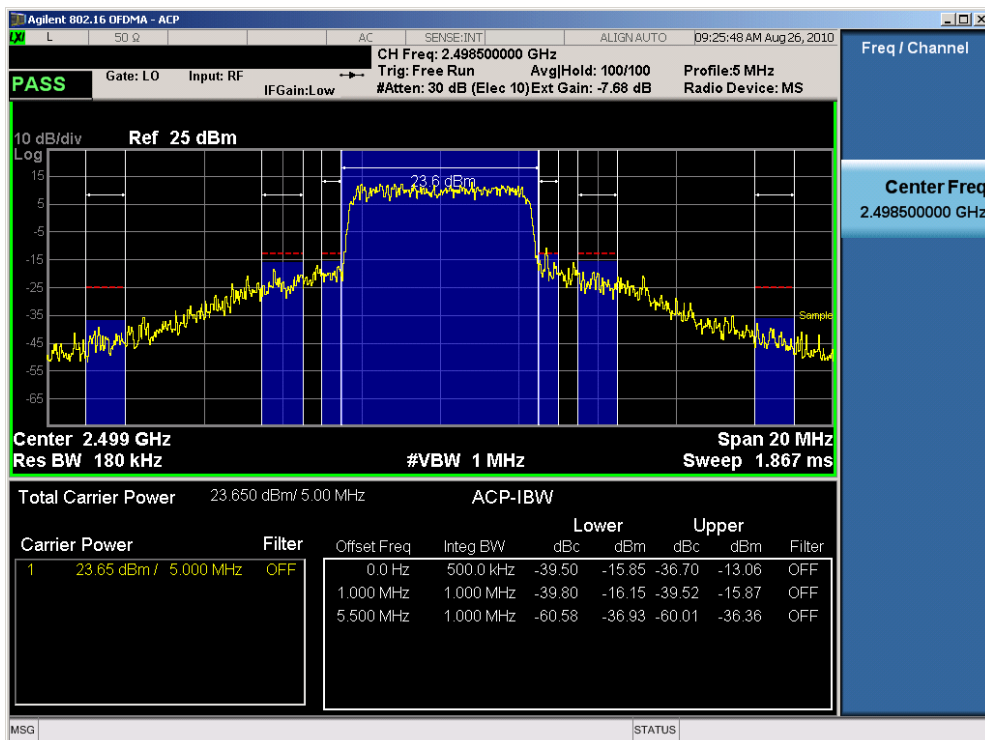 Agilent 802.16 OFDMA - ACP
LXI L 50 Ω AC SENSE:INT ALIGN AUTO 09:25:48 AM Aug 26, 2010
CH Freq: 2.498500000 GHz
PASS Gate: LO Input: RF Trig: Free Run Avg|Hold: 100/100 Profile:5 MHz
IFGain:Low #Atten: 30 dB (Elec 10) Ext Gain: -7.68 dB Radio Device: MS
10 dB/div Ref 25 dBm
Log
23.6 dBm
15
5
-5
-15
-25
-35
Sample
-45
-55
-65
Center 2.499 GHz Span 20 MHz
Res BW 180 kHz #VBW 1 MHz Sweep 1.867 ms
Total Carrier Power 23.650 dBm/ 5.00 MHz ACP-IBW
Lower Upper
Carrier Power Filter Offset Freq Integ BW dBc dBm dBc dBm Filter
1 23.65 dBm / 5.000 MHz OFF 0.0 Hz 500.0 kHz -39.50 -15.85 -36.70 -13.06 OFF
1.000 MHz 1.000 MHz -39.80 -16.15 -39.52 -15.87 OFF
5.500 MHz 1.000 MHz -60.58 -36.93 -60.01 -36.36 OFF
MSG STATUS
Freq / Channel
Center Freq
2.498500000 GHz